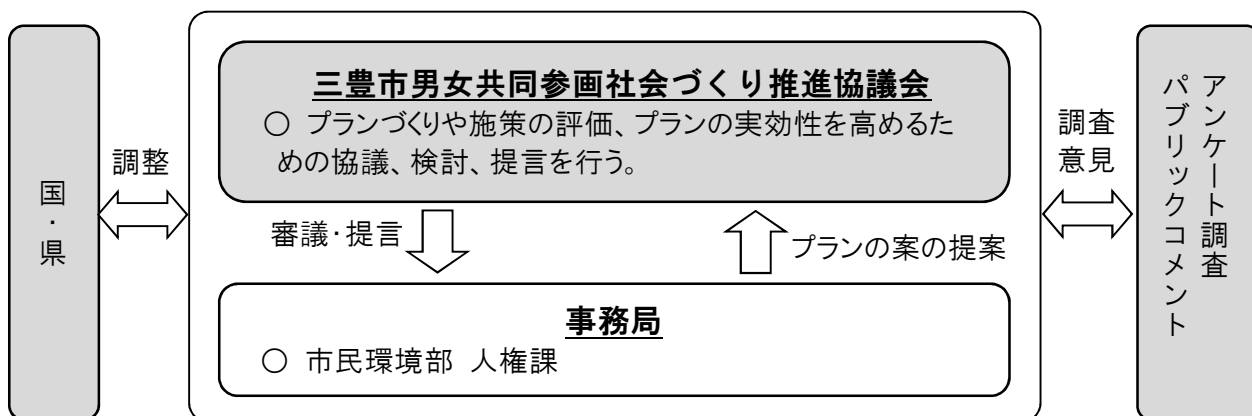 国・県
調整
三豊市男女共同参画社会づくり推進協議会
○ プランづくりや施策の評価、プランの実効性を高めるた
めの協議、検討、提言を行う。
審議・提言
プランの案の提案
事務局
○ 市民環境部 人権課
調査
意見
アンケート調査
パブリックコメント